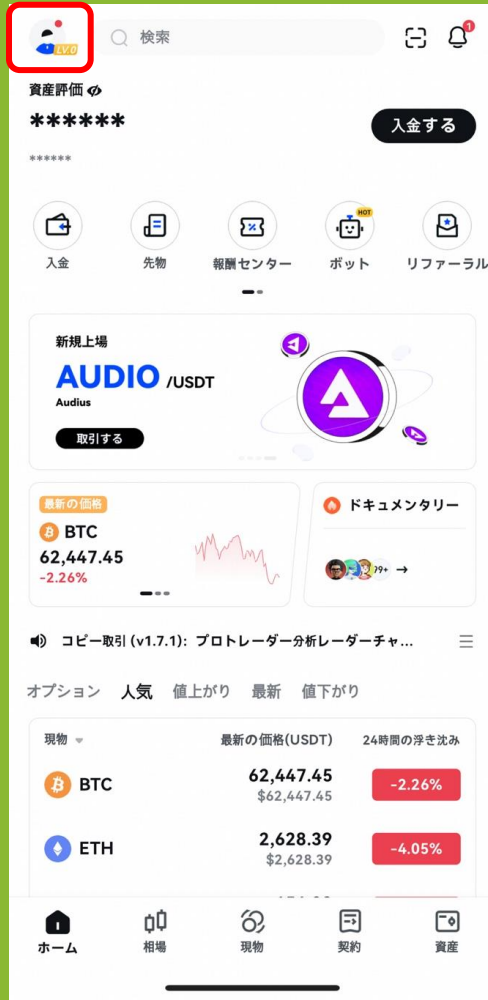 LV.0
検索
1
資産評価
******
入金する
******
HOT
入金
先物
報酬センター
ボット
リファーラル
新規上場
AUDIO /USDT
Audius
取引する
最新の価格
BTC
62,447.45
-2.26%
ドキュメンタリー
99+ →
コピー取引 (v1.7.1): プロトレーダー分析レーダーチャ...
オプション 人気 値上がり 最新 値下がり
現物 最新の価格(USDT) 24時間の浮き沈み
BTC 62,447.45 -2.26%
$62,447.45
ETH 2,628.39 -4.05%
$2,628.39
ホーム
相場
現物
契約
資産